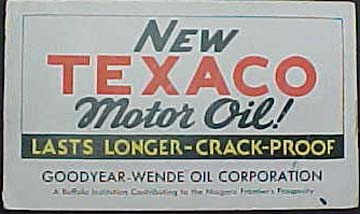 New
TEXACO
Motor Oil!
LASTS LONGER-CRACK-PROOF
GOODYEAR-WENDE OIL CORPORATION
A Buffalo Institution Contributing to the Niagara Frontier's Prosperity